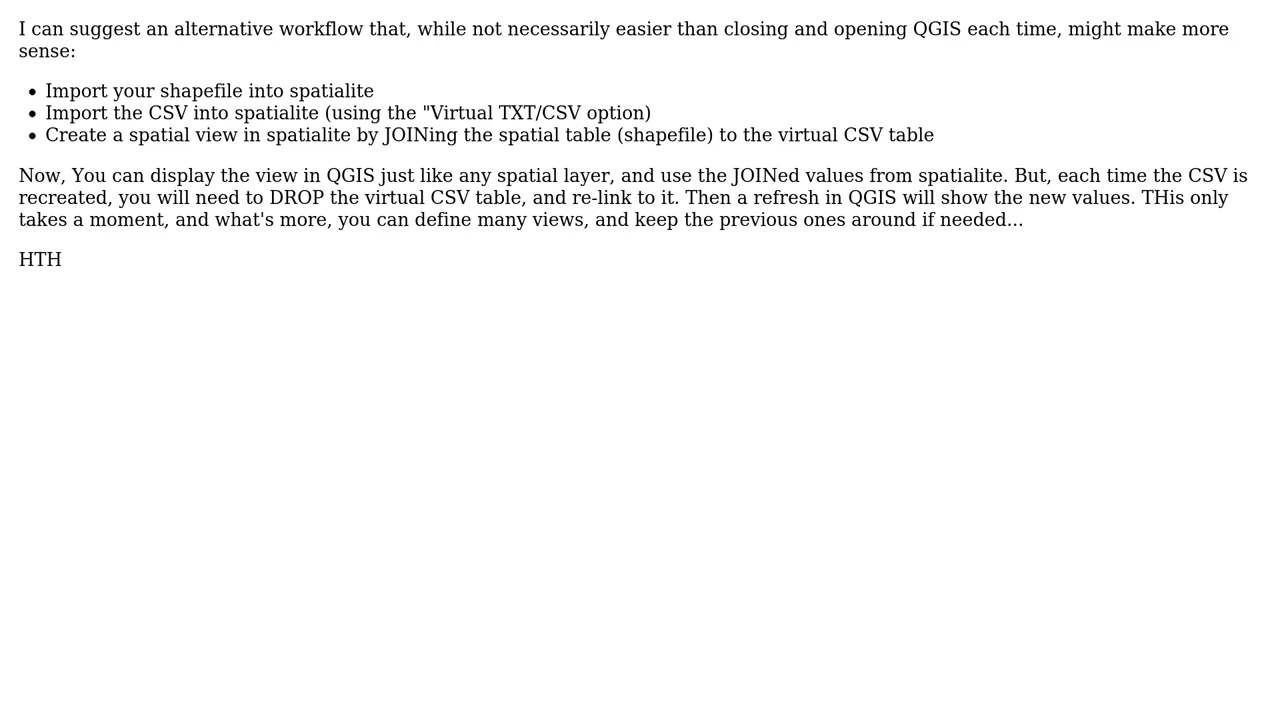 I can suggest an alternative workflow that, while not necessarily easier than closing and opening QGIS each time, might make more
sense:
• Import your shapefile into spatialite
• Import the CSV into spatialite (using the "Virtual TXT/CSV option)
• Create a spatial view in spatialite by JOINing the spatial table (shapefile) to the virtual CSV table
Now, You can display the view in QGIS just like any spatial layer, and use the JOINed values from spatialite. But, each time the CSV is
recreated, you will need to DROP the virtual CSV table, and re-link to it. Then a refresh in QGIS will show the new values. THis only
takes a moment, and what's more, you can define many views, and keep the previous ones around if needed...
HTH